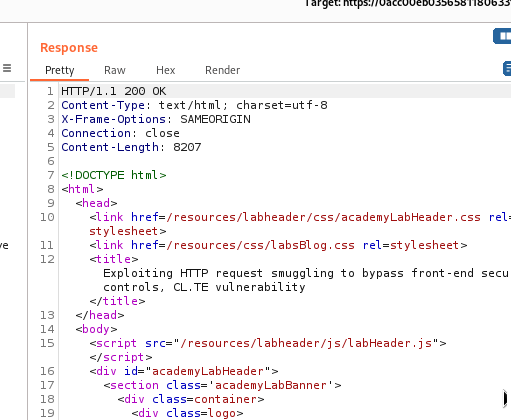 Target: https://0acc00eb0356581180633
Response
Pretty Raw Hex Render
1 HTTP/1.1 200 OK
2 Content-Type: text/html; charset=utf-8
3 X-Frame-Options: SAMEORIGIN
4 Connection: close
5 Content-Length: 8207
6
7 <!DOCTYPE html>
8 <html>
9 <head>
10 <link href=/resources/labheader/css/academyLabHeader.css rel=
stylesheet>
11 <link href=/resources/css/labsBlog.css rel=stylesheet>
12 <title>
Exploiting HTTP request smuggling to bypass front-end secu
controls, CL.TE vulnerability
</title>
13 </head>
14 <body>
15 <script src="/resources/labheader/js/labHeader.js">
</script>
16 <div id="academyLabHeader">
17 <section class='academyLabBanner'>
18 <div class=container>
19 <div class=logo>